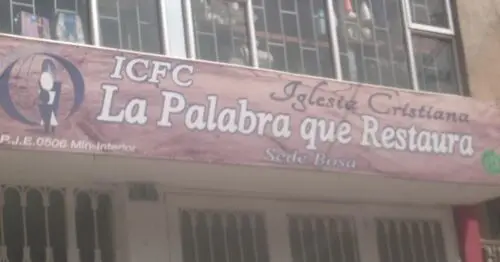 ICFC
Iglesia Cristiana
La Palabra que Restaura
Sede Bosa
P.J.E.0506 Min-Interior